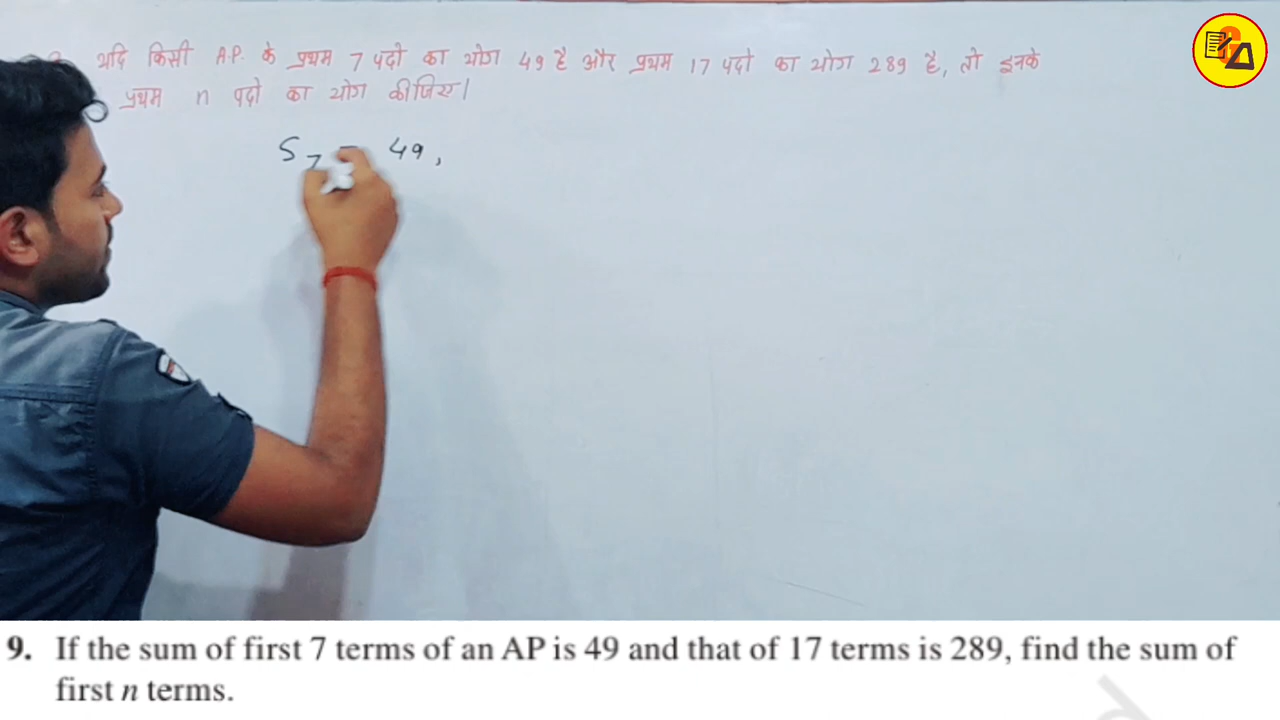 यदि किसी A.P. के प्रथम 7 पदो का योग 49 है और प्रथम 17 पदो का योग 289 है, तो इनके
प्रथम n पदो का योग कीजिए।
S₇ = 49,
9. If the sum of first 7 terms of an AP is 49 and that of 17 terms is 289, find the sum of
first n terms.